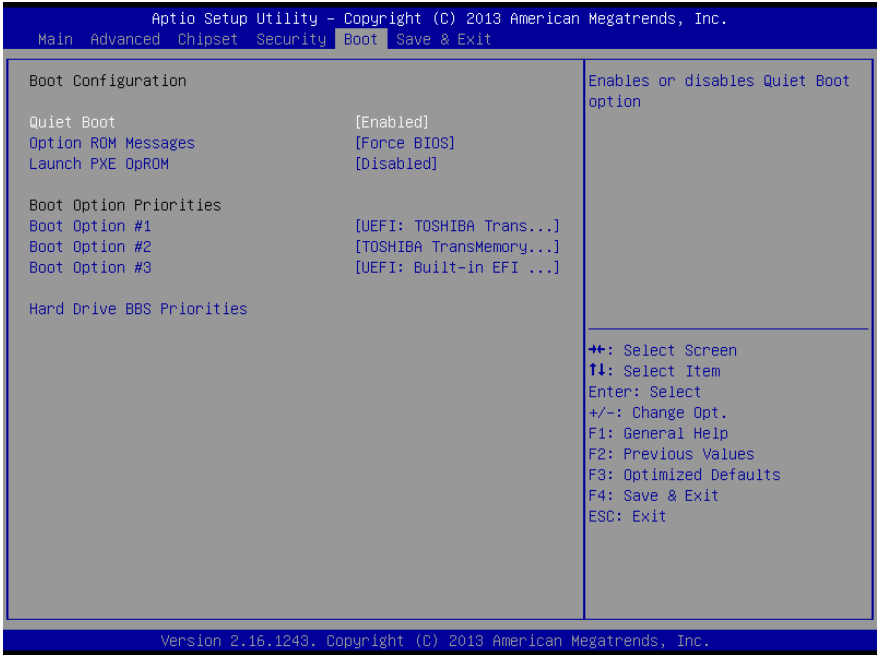 Aptio Setup Utility – Copyright (C) 2013 American Megatrends, Inc.
Main Advanced Chipset Security Boot Save & Exit
Boot Configuration
Quiet Boot [Enabled]
Option ROM Messages [Force BIOS]
Launch PXE OpROM [Disabled]
Boot Option Priorities
Boot Option #1 [UEFI: TOSHIBA Trans...]
Boot Option #2 [TOSHIBA TransMemory...]
Boot Option #3 [UEFI: Built-in EFI ...]
Hard Drive BBS Priorities
Enables or disables Quiet Boot
option
→←: Select Screen
↑↓: Select Item
Enter: Select
+/-: Change Opt.
F1: General Help
F2: Previous Values
F3: Optimized Defaults
F4: Save & Exit
ESC: Exit
Version 2.16.1243. Copyright (C) 2013 American Megatrends, Inc.